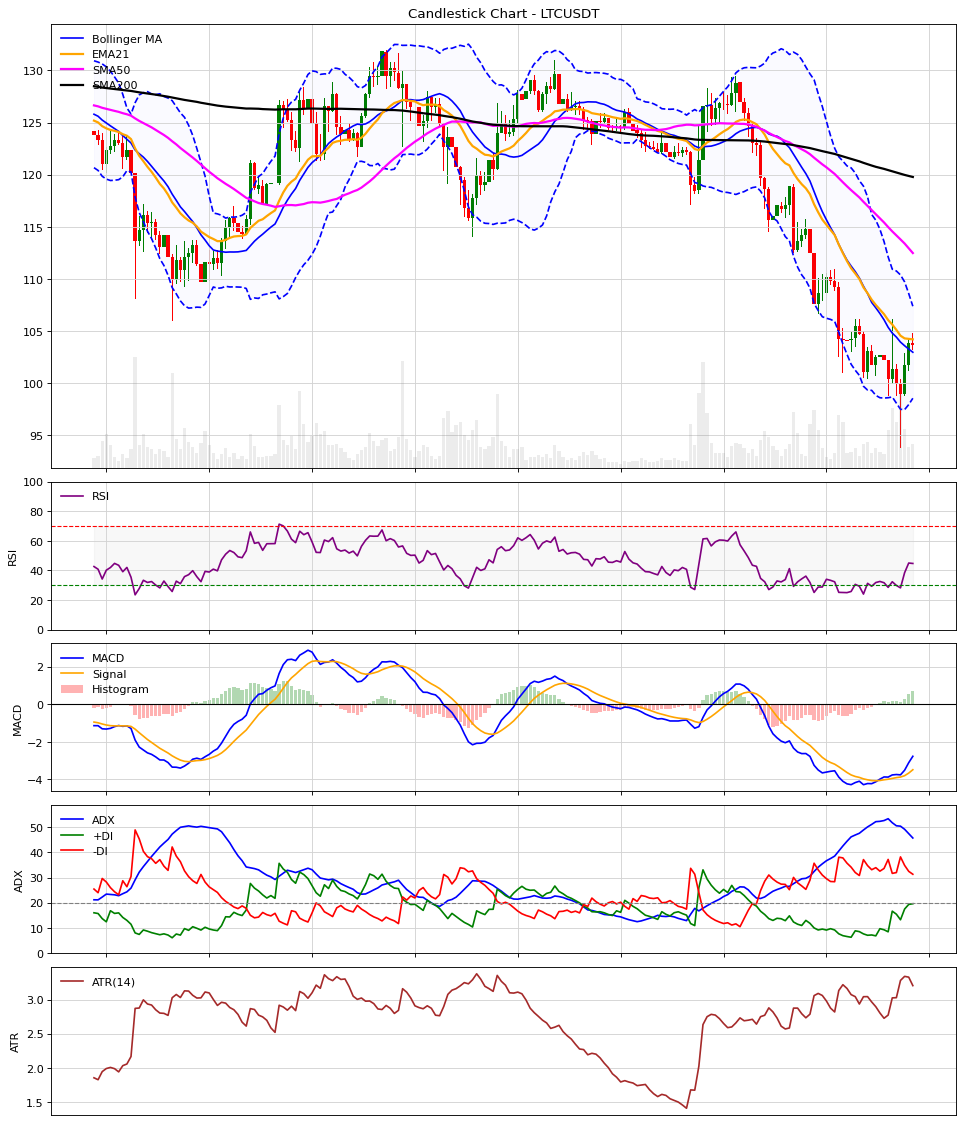 Candlestick Chart - LTCUSDT
Bollinger MA
EMA21
SMA50
SMA200
130
125
120
115
110
105
100
95
RSI
100
80
60
40
20
0
RSI
MACD
Signal
Histogram
2
0
−2
−4
MACD
ADX
+DI
-DI
50
40
30
20
10
0
ADX
ATR(14)
3.0
2.5
2.0
1.5
ATR